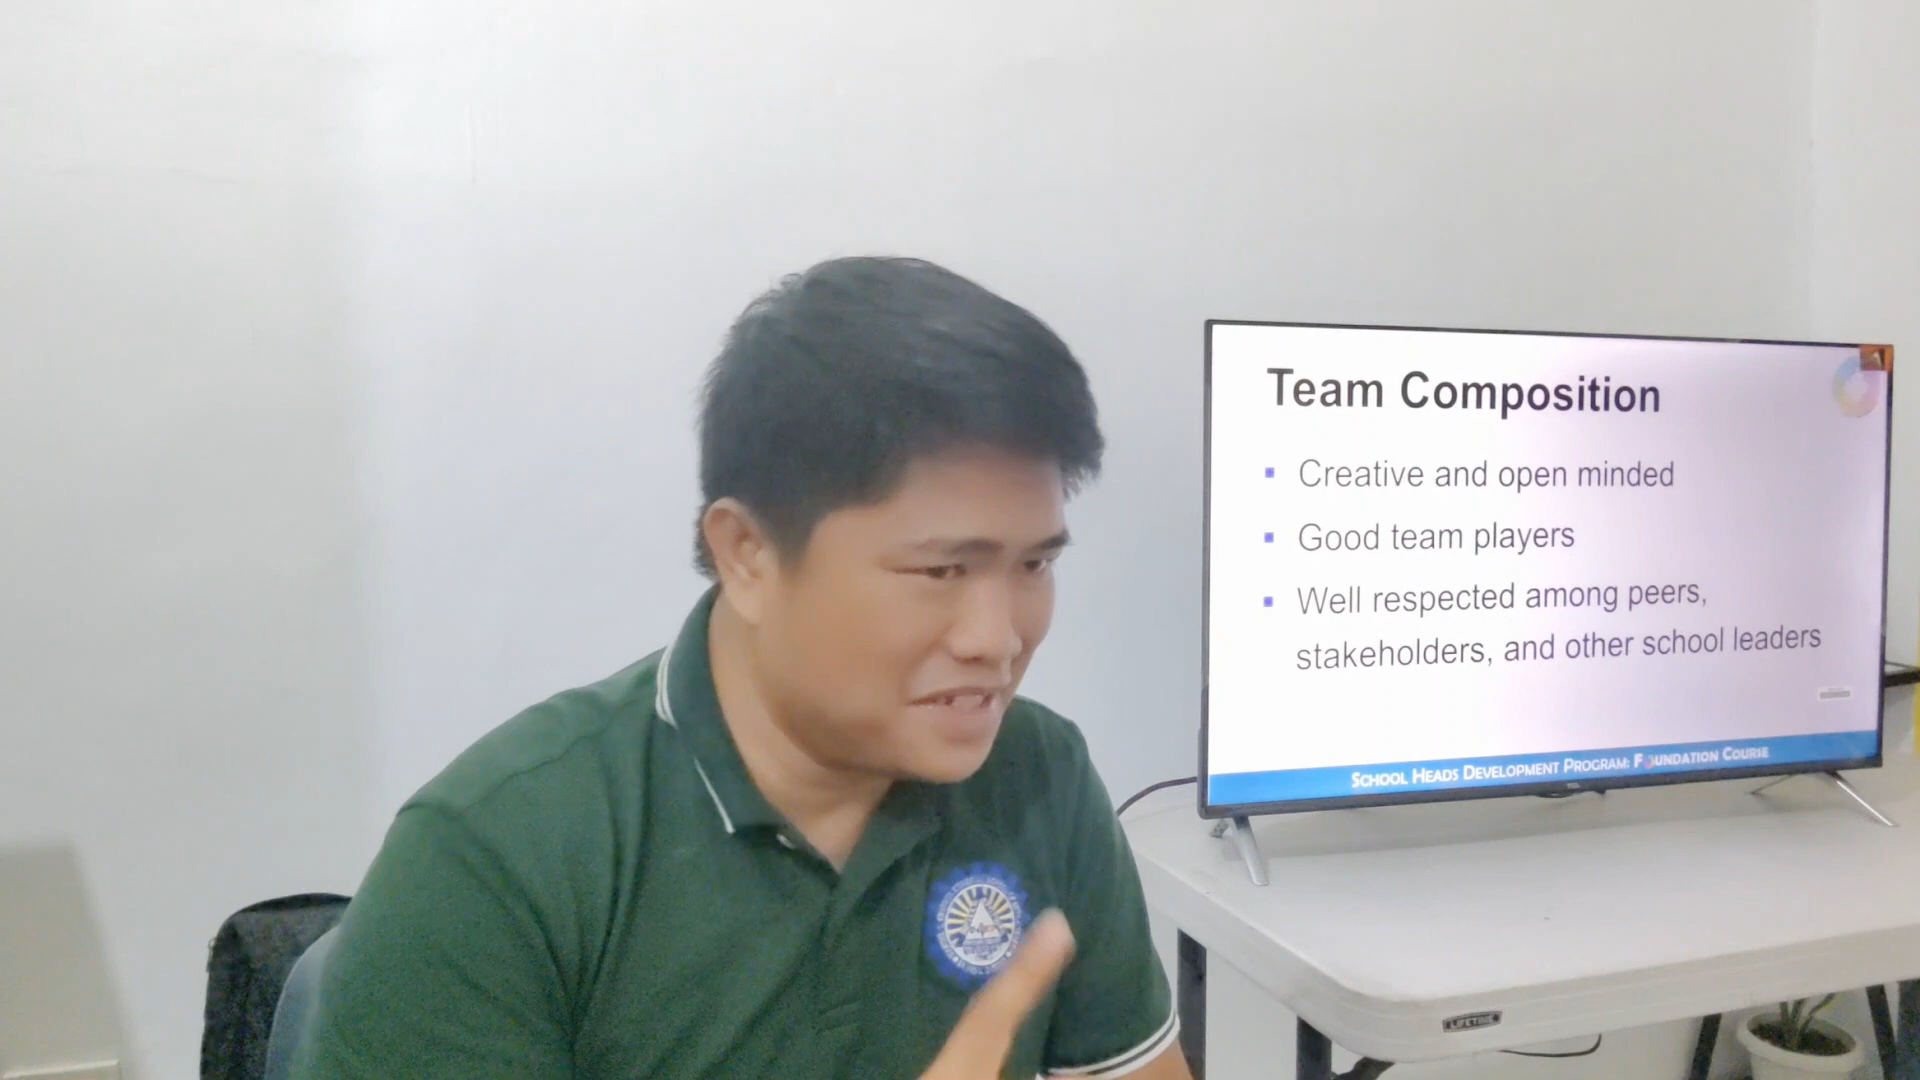 Team Composition
Creative and open minded
Good team players
Well respected among peers,
stakeholders, and other school leaders
SCHOOL HEADS DEVELOPMENT PROGRAM: FOUNDATION COURSE
TCL
LIFETIME